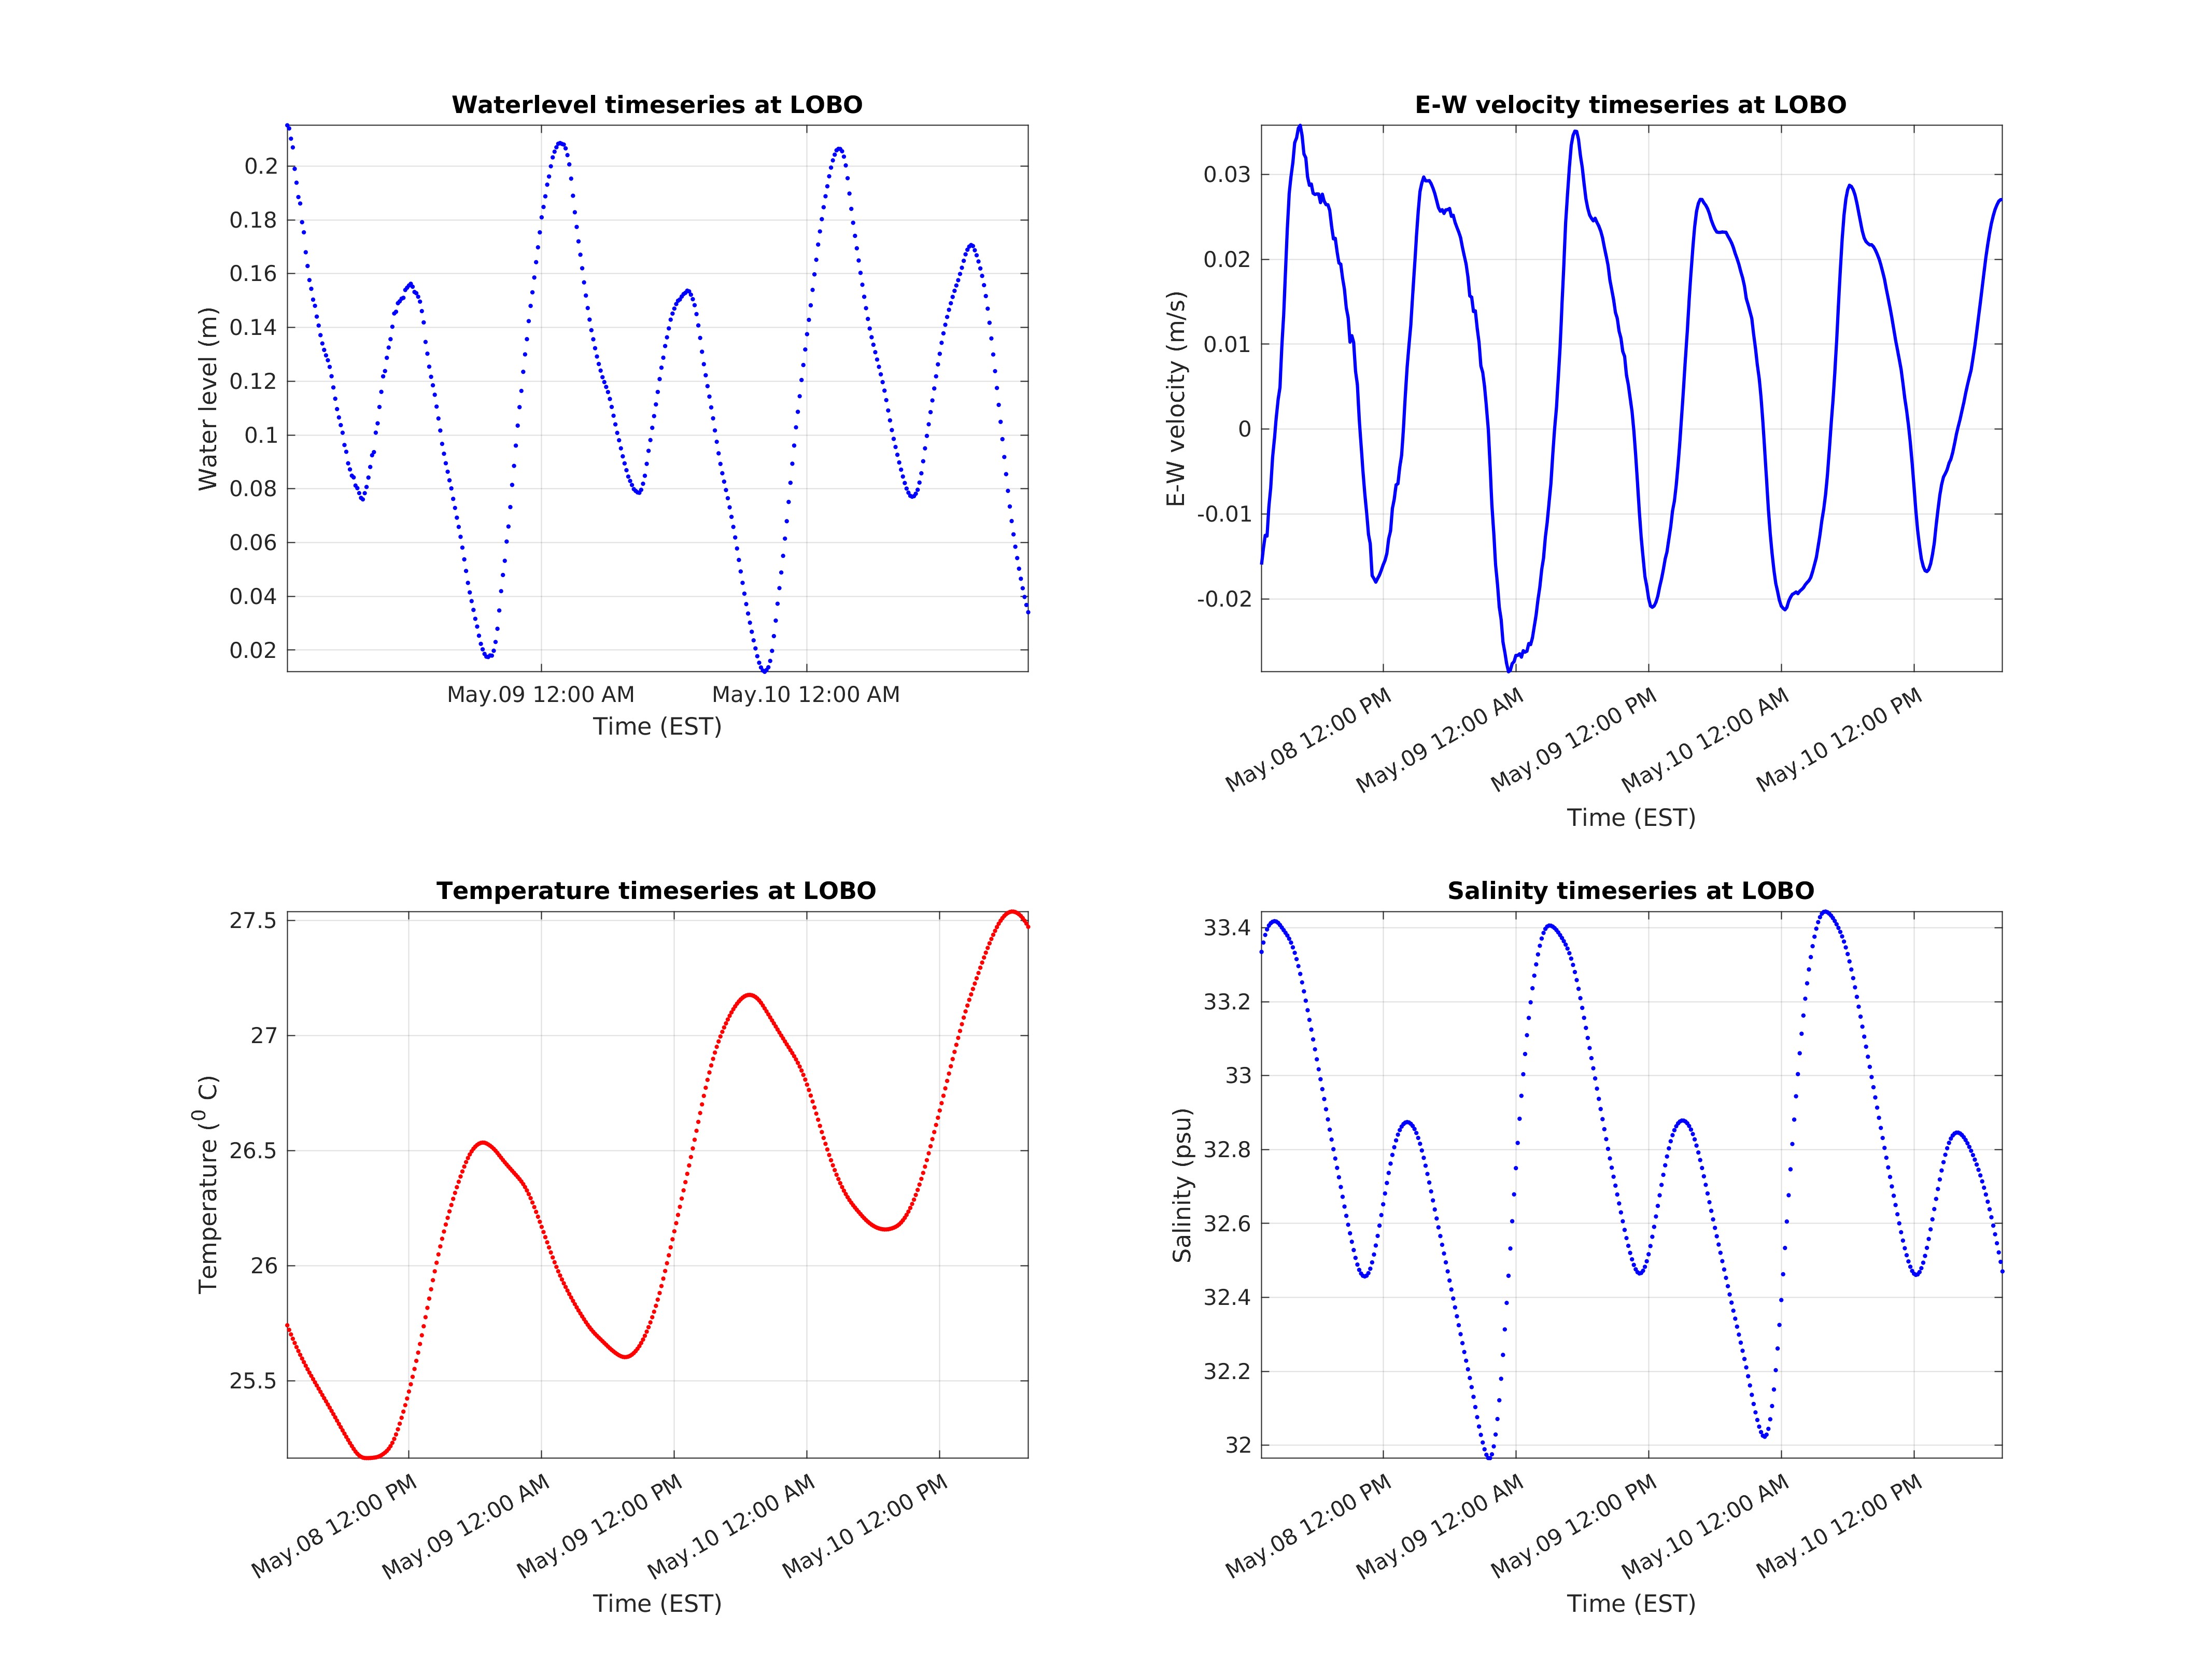 Waterlevel timeseries at LOBO
0.2
0.18
0.16
0.14
0.12
0.1
0.08
0.06
0.04
0.02
Water level (m)
May.09 12:00 AM
May.10 12:00 AM
Time (EST)
E-W velocity timeseries at LOBO
0.03
0.02
0.01
0
-0.01
-0.02
E-W velocity (m/s)
May.08 12:00 PM
May.09 12:00 AM
May.09 12:00 PM
May.10 12:00 AM
May.10 12:00 PM
Time (EST)
Temperature timeseries at LOBO
27.5
27
26.5
26
25.5
Temperature (⁰ C)
May.08 12:00 PM
May.09 12:00 AM
May.09 12:00 PM
May.10 12:00 AM
May.10 12:00 PM
Time (EST)
Salinity timeseries at LOBO
33.4
33.2
33
32.8
32.6
32.4
32.2
32
Salinity (psu)
May.08 12:00 PM
May.09 12:00 AM
May.09 12:00 PM
May.10 12:00 AM
May.10 12:00 PM
Time (EST)